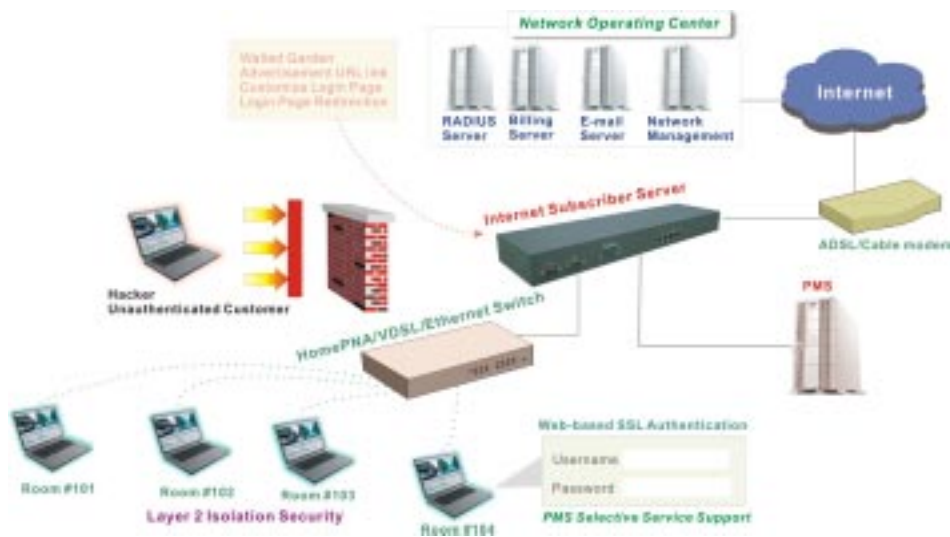 Network Operating Center
Walled Garden
Advertisement URL link
Customize Login Page
Login Page Redirection
RADIUS Server
Billing Server
E-mail Server
Network Management
Internet
Internet Subscriber Server
ADSL/Cable modem
Hacker
Unauthenticated Customer
PMS
HomePNA/VDSL/Ethernet Switch
Room #101
Room #102
Room #103
Room #104
Layer 2 Isolation Security
Web-based SSL Authentication
Username
Password
PMS Selective Service Support